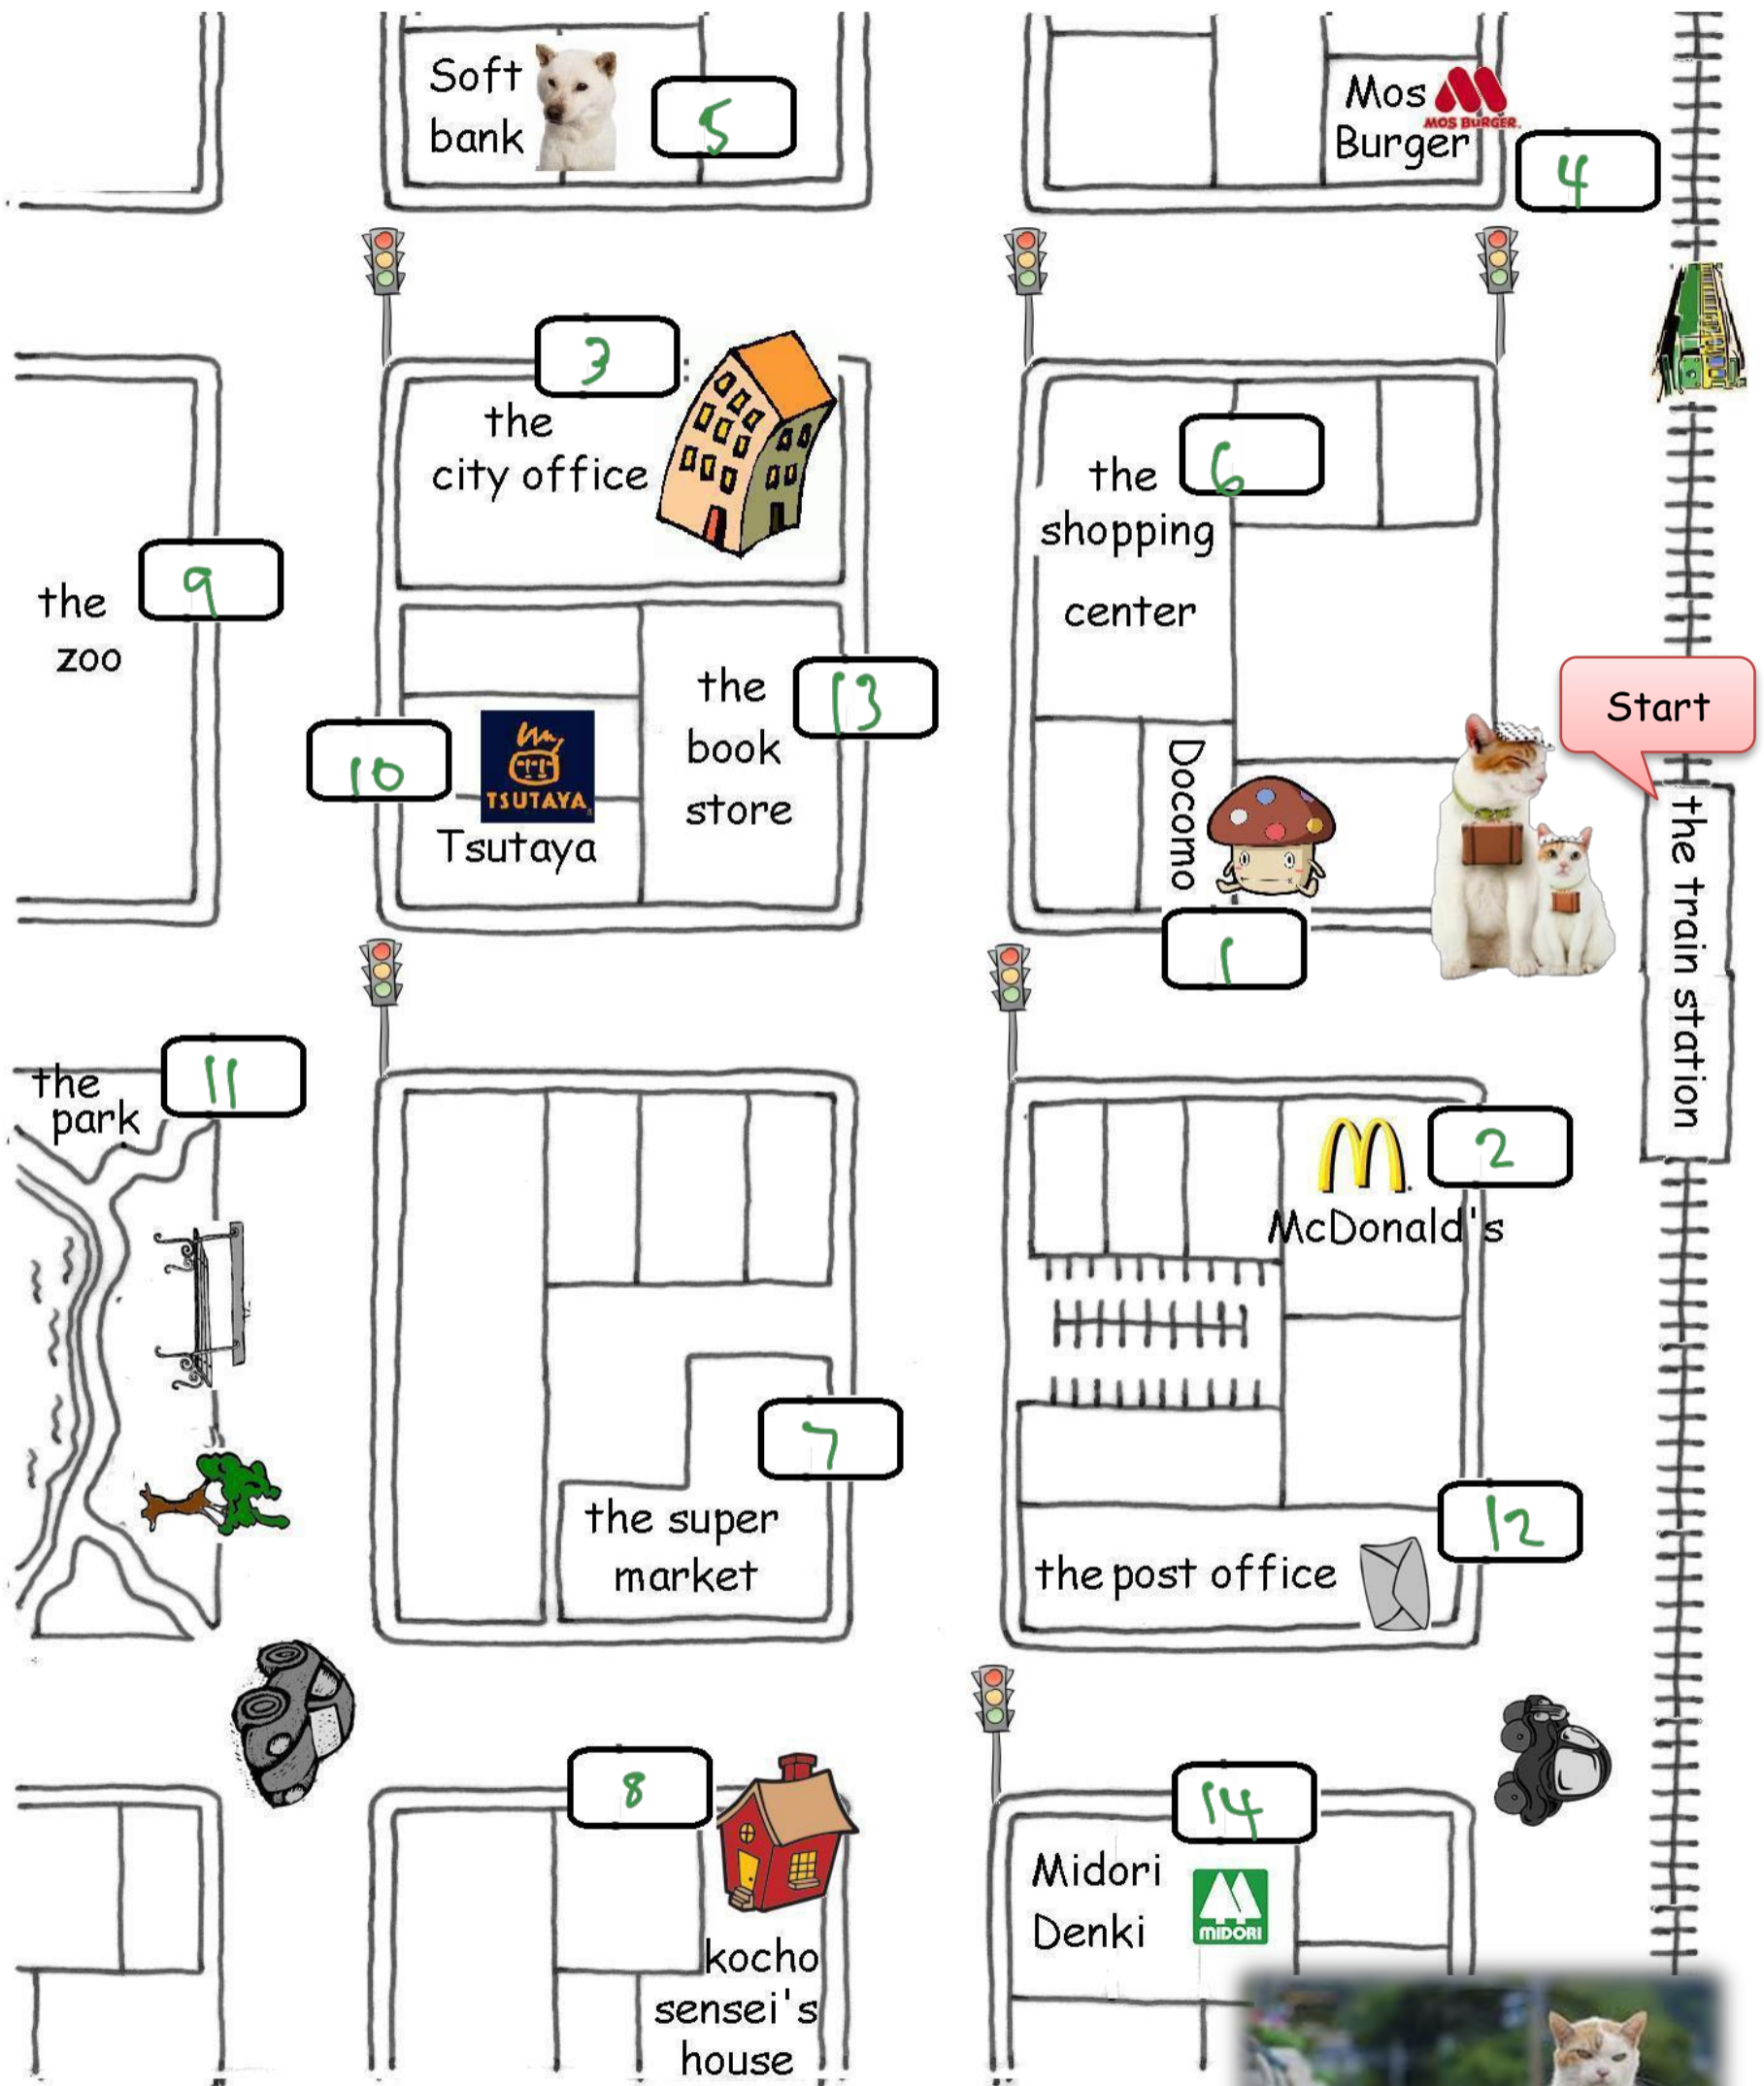 Soft
bank
5
Mos
Burger
MOS BURGER.
4
3
the
city office
6
the
shopping
center
9
the
zoo
Start
the
book
store
13
10
TSUTAYA
Tsutaya
Docomo
1
the train station
11
the
park
2
McDonald's
7
the super
market
12
the post office
8
14
Midori
Denki
MIDORI
kocho
sensei's
house